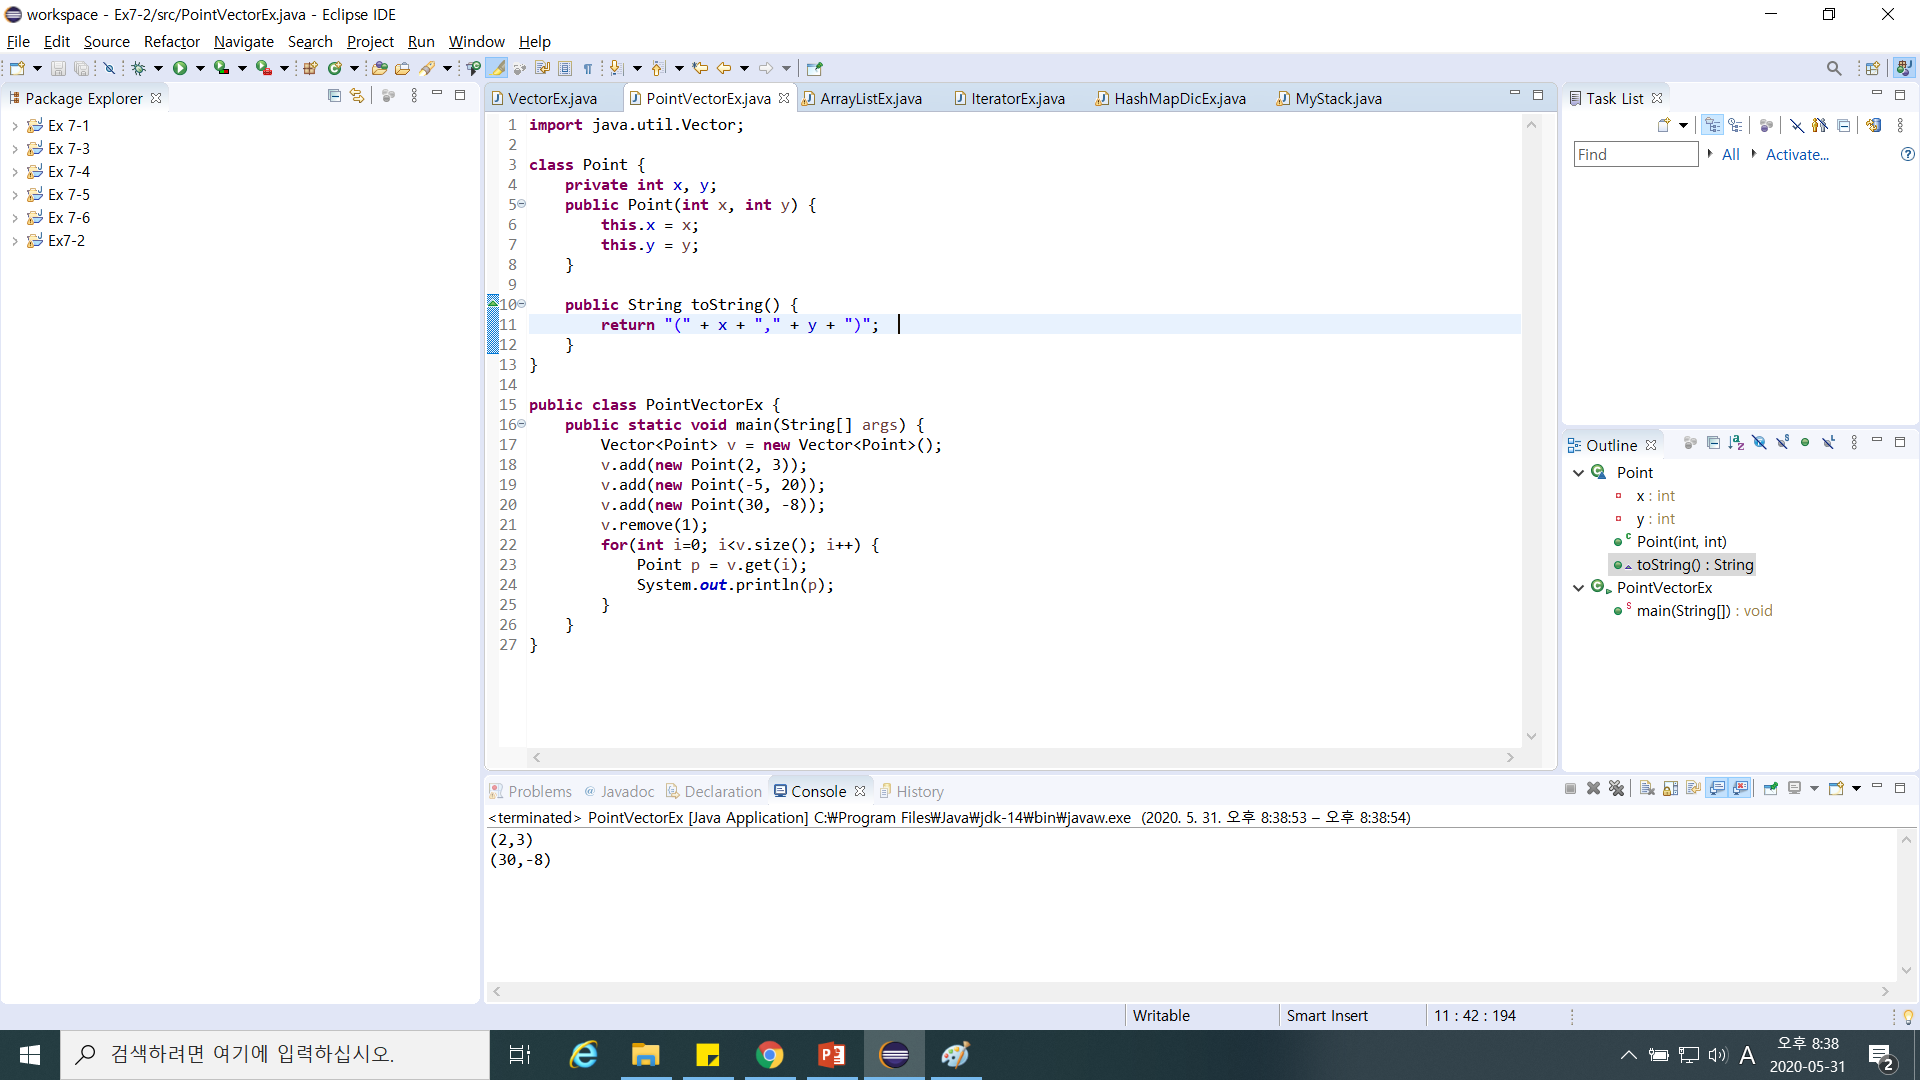 workspace - Ex7-2/src/PointVectorEx.java - Eclipse IDE
File Edit Source Refactor Navigate Search Project Run Window Help
Package Explorer
Ex 7-1
Ex 7-3
Ex 7-4
Ex 7-5
Ex 7-6
Ex7-2
VectorEx.java PointVectorEx.java ArrayListEx.java IteratorEx.java HashMapDicEx.java MyStack.java
1 import java.util.Vector;
2
3 class Point {
4 private int x, y;
5 public Point(int x, int y) {
6 this.x = x;
7 this.y = y;
8 }
9
10 public String toString() {
11 return "(" + x + "," + y + ")";
12 }
13 }
14
15 public class PointVectorEx {
16 public static void main(String[] args) {
17 Vector<Point> v = new Vector<Point>();
18 v.add(new Point(2, 3));
19 v.add(new Point(-5, 20));
20 v.add(new Point(30, -8));
21 v.remove(1);
22 for(int i=0; i<v.size(); i++) {
23 Point p = v.get(i);
24 System.out.println(p);
25 }
26 }
27 }
Task List
Find All Activate...
Outline
Point
x : int
y : int
Point(int, int)
toString() : String
PointVectorEx
main(String[]) : void
Problems @ Javadoc Declaration Console History
<terminated> PointVectorEx [Java Application] C:₩Program Files₩Java₩jdk-14₩bin₩javaw.exe (2020. 5. 31. 오후 8:38:53 – 오후 8:38:54)
(2,3)
(30,-8)
Writable Smart Insert 11 : 42 : 194
검색하려면 여기에 입력하십시오.
A
오후 8:38
2020-05-31
2